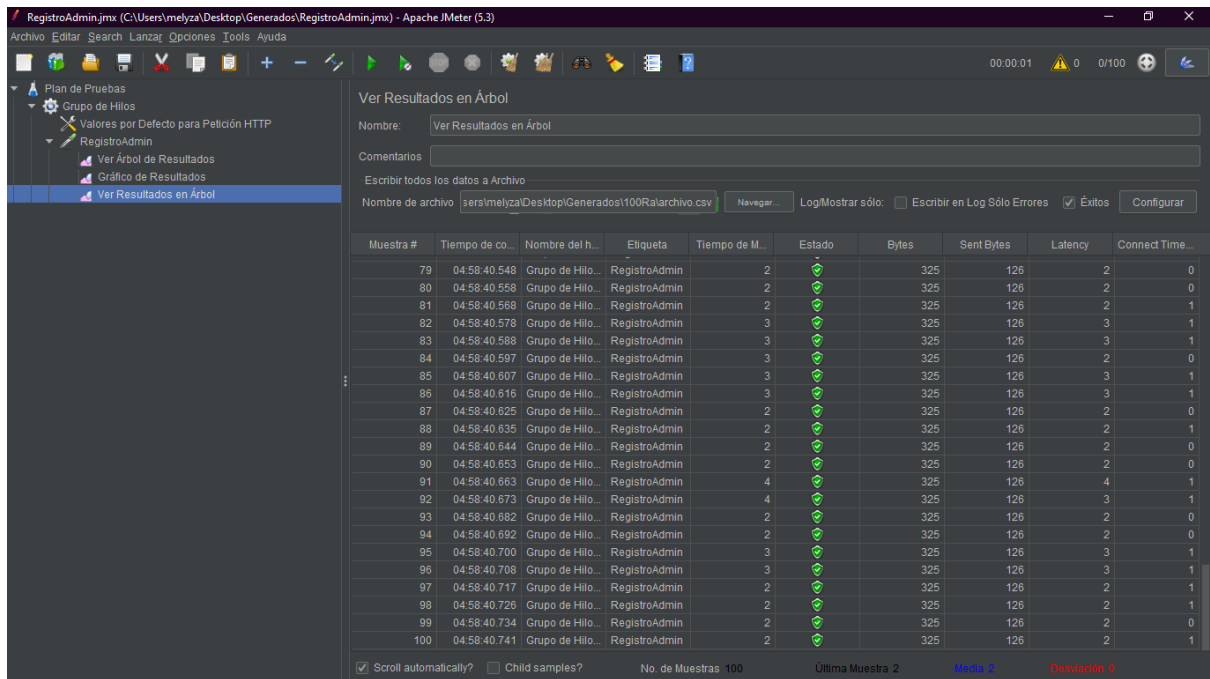 RegistroAdmin.jmx (C:\Users\melyza\Desktop\Generados\RegistroAdmin.jmx) - Apache JMeter (5.3)
Archivo Editar Search Lanzar Opciones Tools Ayuda
00:00:01 0 0/100
Plan de Pruebas
Grupo de Hilos
Valores por Defecto para Petición HTTP
RegistroAdmin
Ver Árbol de Resultados
Gráfico de Resultados
Ver Resultados en Árbol
Ver Resultados en Árbol
Nombre: Ver Resultados en Árbol
Comentarios
Escribir todos los datos a Archivo
Nombre de archivo sers\melyza\Desktop\Generados\100Ra\archivo.csv Navegar... Log/Mostrar sólo: Escribir en Log Sólo Errores Éxitos Configurar
Muestra # Tiempo de co... Nombre del h... Etiqueta Tiempo de M... Estado Bytes Sent Bytes Latency Connect Time...
79 04:58:40.548 Grupo de Hilo... RegistroAdmin 2 325 126 2 0
80 04:58:40.558 Grupo de Hilo... RegistroAdmin 2 325 126 2 0
81 04:58:40.568 Grupo de Hilo... RegistroAdmin 2 325 126 2 1
82 04:58:40.578 Grupo de Hilo... RegistroAdmin 3 325 126 3 1
83 04:58:40.588 Grupo de Hilo... RegistroAdmin 3 325 126 3 1
84 04:58:40.597 Grupo de Hilo... RegistroAdmin 3 325 126 2 0
85 04:58:40.607 Grupo de Hilo... RegistroAdmin 3 325 126 3 1
86 04:58:40.616 Grupo de Hilo... RegistroAdmin 3 325 126 3 1
87 04:58:40.625 Grupo de Hilo... RegistroAdmin 2 325 126 2 0
88 04:58:40.635 Grupo de Hilo... RegistroAdmin 2 325 126 2 1
89 04:58:40.644 Grupo de Hilo... RegistroAdmin 2 325 126 2 0
90 04:58:40.653 Grupo de Hilo... RegistroAdmin 2 325 126 2 0
91 04:58:40.663 Grupo de Hilo... RegistroAdmin 4 325 126 4 1
92 04:58:40.673 Grupo de Hilo... RegistroAdmin 4 325 126 3 1
93 04:58:40.682 Grupo de Hilo... RegistroAdmin 2 325 126 2 0
94 04:58:40.692 Grupo de Hilo... RegistroAdmin 2 325 126 2 0
95 04:58:40.700 Grupo de Hilo... RegistroAdmin 3 325 126 3 1
96 04:58:40.708 Grupo de Hilo... RegistroAdmin 3 325 126 3 1
97 04:58:40.717 Grupo de Hilo... RegistroAdmin 2 325 126 2 1
98 04:58:40.726 Grupo de Hilo... RegistroAdmin 2 325 126 2 1
99 04:58:40.734 Grupo de Hilo... RegistroAdmin 2 325 126 2 0
100 04:58:40.741 Grupo de Hilo... RegistroAdmin 2 325 126 2 1
Scroll automatically? Child samples? No. de Muestras 100 Última Muestra 2 Media 2 Desviación 0